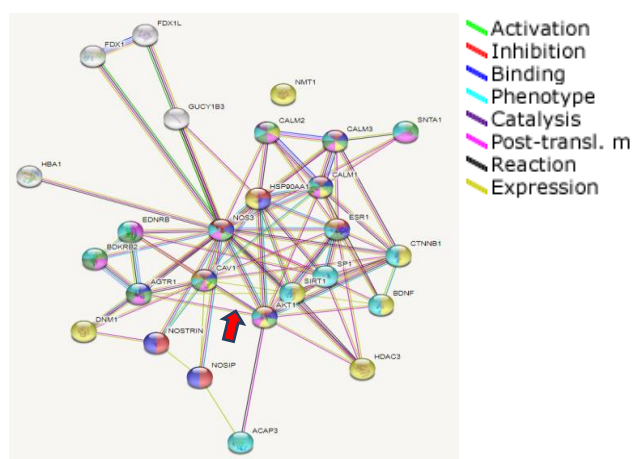 FDX1L
FDX1
NMT1
GUCY1B3
CALM2
CALM3
SNTA1
HBA1
CALM1
HSP90AA1
EDNRB
NOS3
ESR1
CTNNB1
BDKRB2
SP1
CAV1
SIRT1
AGTR1
BDNF
AKT1
DNM1
NOSTRIN
HDAC3
NOSIP
ACAP3
Activation
Inhibition
Binding
Phenotype
Catalysis
Post-transl. m
Reaction
Expression